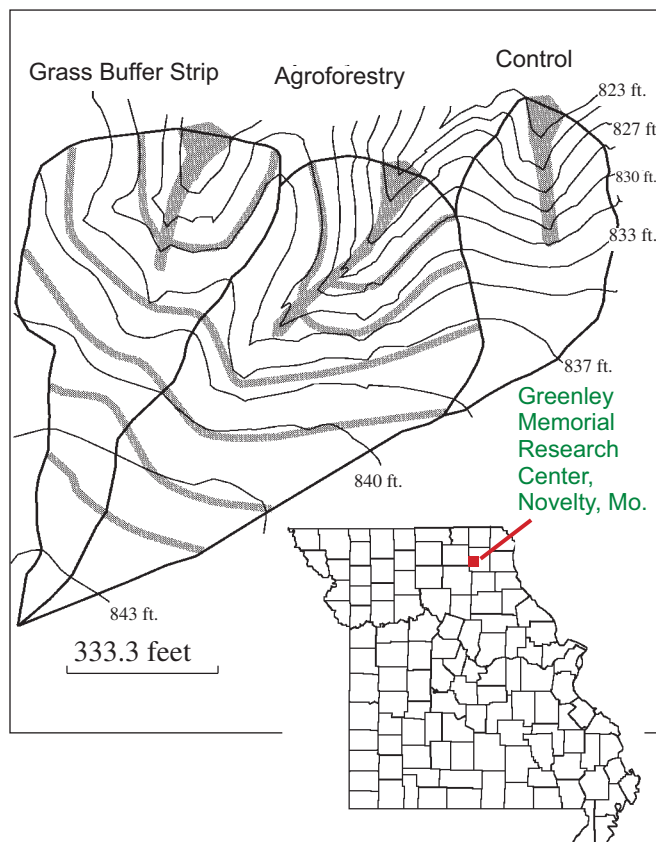 Grass Buffer Strip
Agroforestry
Control
823 ft.
827 ft.
830 ft.
833 ft.
837 ft.
Greenley
Memorial
Research
Center,
Novelty, Mo.
840 ft.
843 ft.
333.3 feet